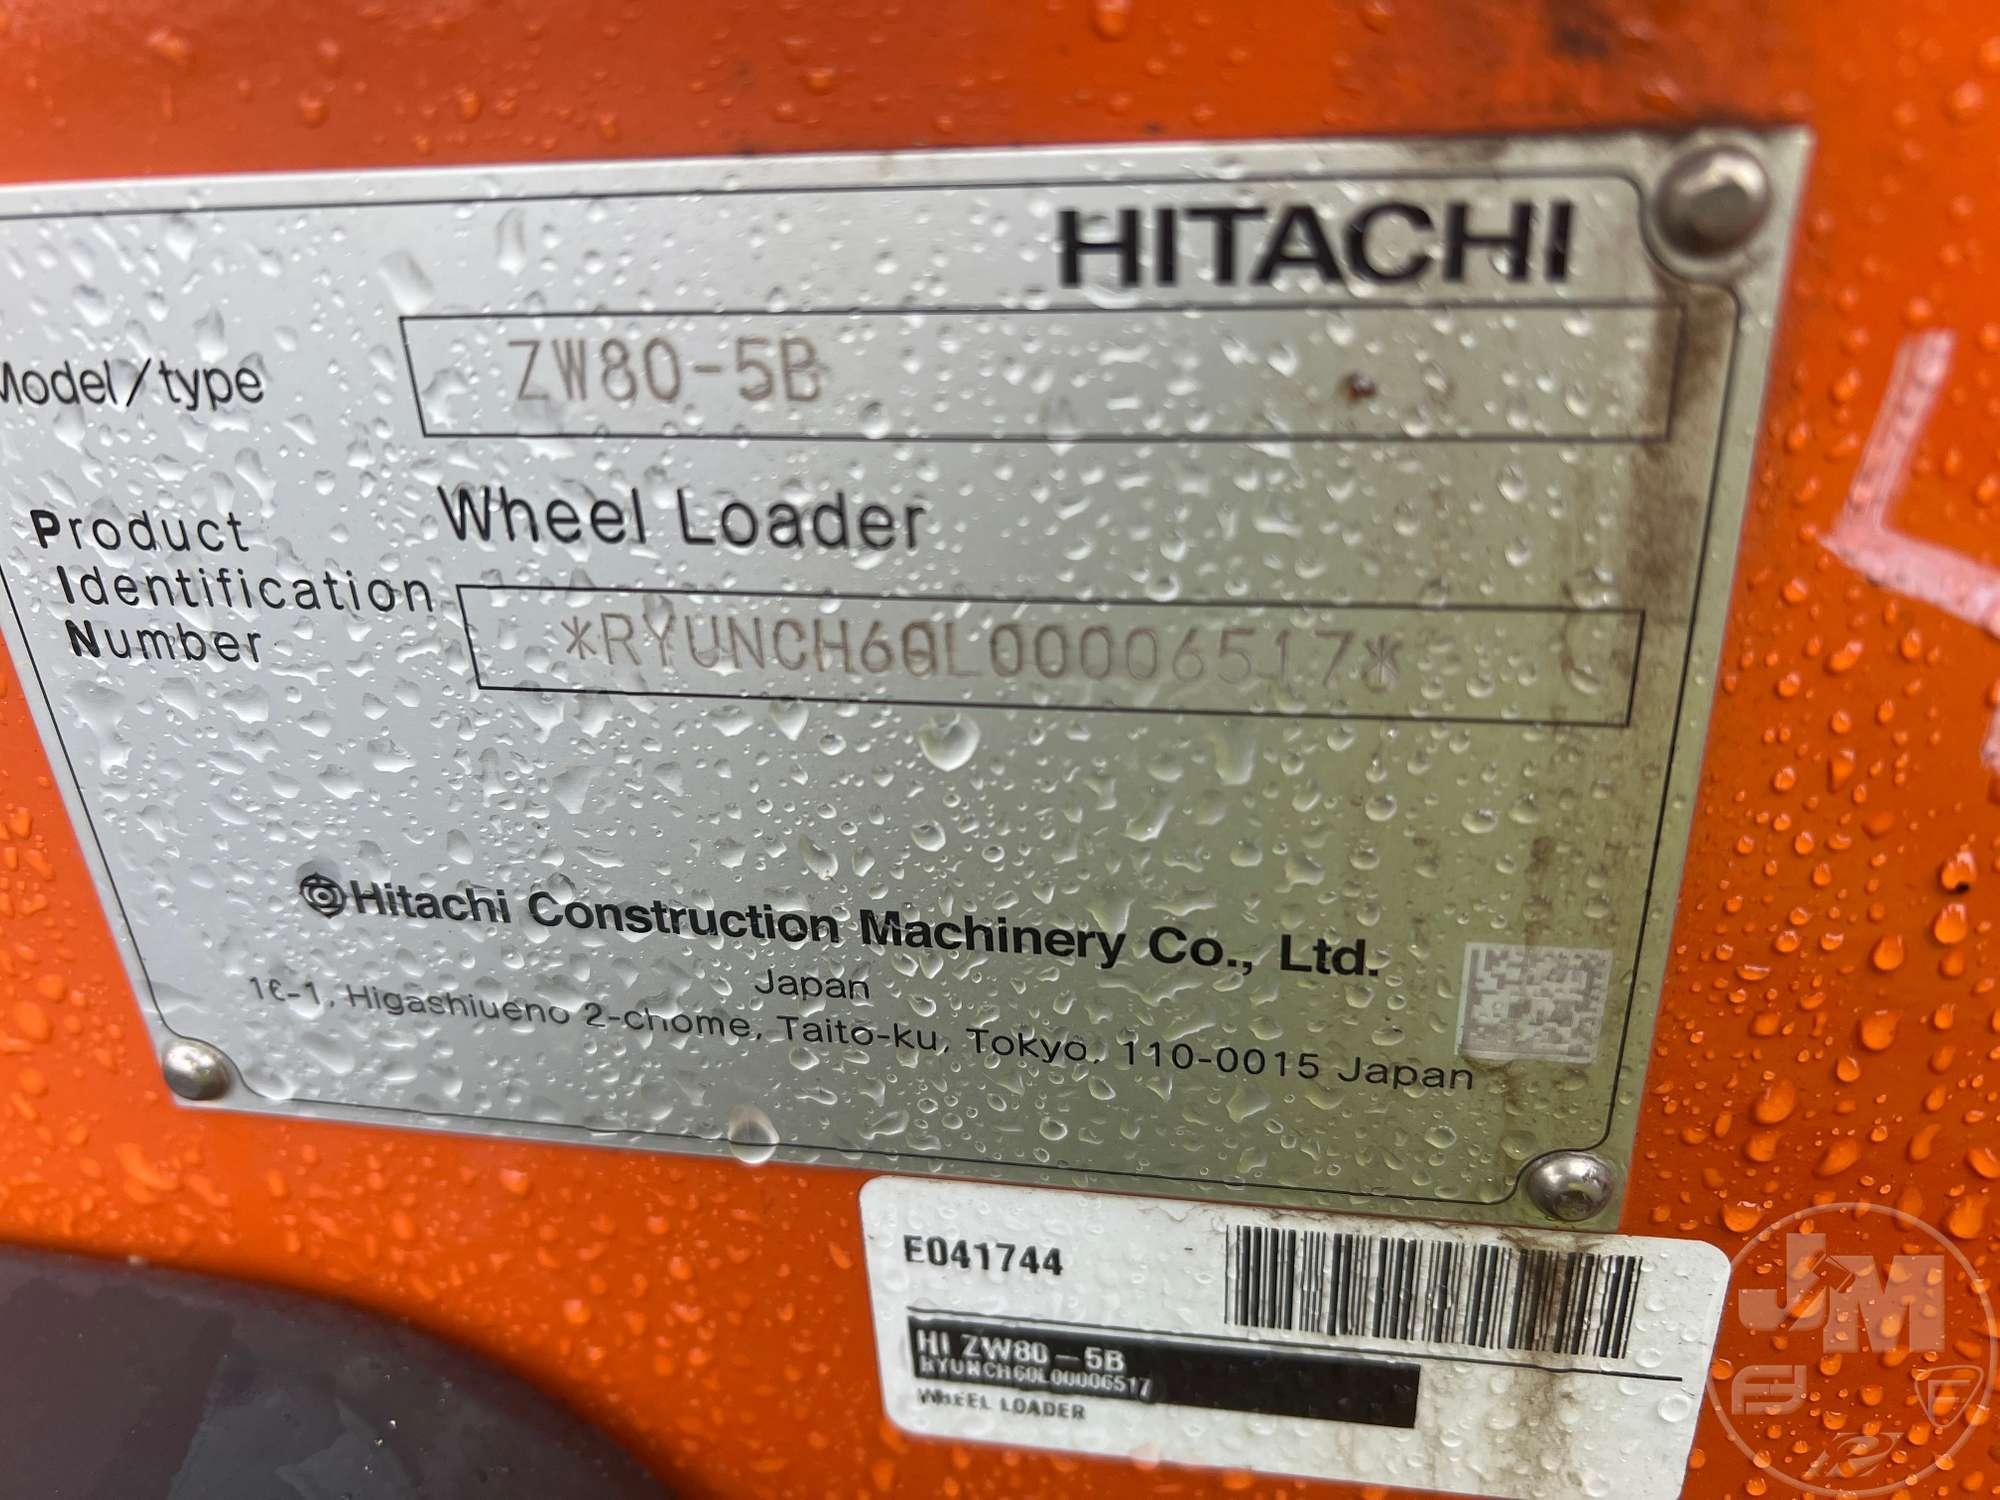 HITACHI
Model/type ZW80-5B
Wheel Loader
Product
Identification
Number
*RYUNCH60L00006517*
Hitachi Construction Machinery Co., Ltd.
Japan
16-1, Higashiueno 2-chome, Taito-ku, Tokyo, 110-0015 Japan
E041744
HI ZW80-5B
RYUNCH60L00006517
WHEEL LOADER
JM